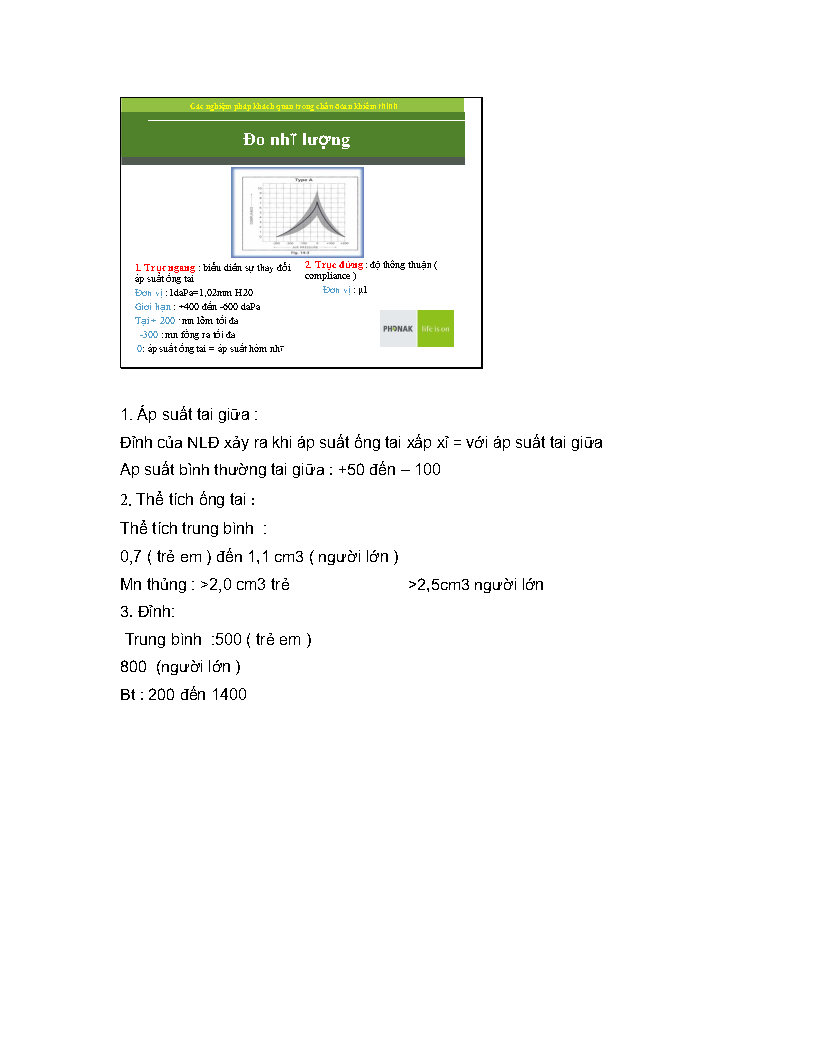 Các nghiệm pháp khách quan trong chẩn đoán khiếm thính
Đo nhĩ lượng
Type A
Fig. 14.3
1. Trục ngang : biểu diễn sự thay đổi
áp suất ống tai
Đơn vị : 1daPa=1,02mm H20
Giơi hạn : +400 đến -600 daPa
Tại + 200 : mn lõm tối đa
-300 : mn fồng ra tối đa
0: áp suất ống tai = áp suất hòm nhĩ
2. Trục đứng : độ thông thuận (
compliance )
Đơn vị : µl
PHONAK life is on
1. Áp suất tai giữa :
Đỉnh của NLĐ xảy ra khi áp suất ống tai xấp xỉ = với áp suất tai giữa
Ap suất bình thường tai giữa : +50 đến – 100
2. Thể tích ống tai :
Thể tích trung bình :
0,7 ( trẻ em ) đến 1,1 cm3 ( người lớn )
Mn thủng : >2,0 cm3 trẻ >2,5cm3 người lớn
3. Đỉnh:
Trung bình :500 ( trẻ em )
800 (người lớn )
Bt : 200 đến 1400